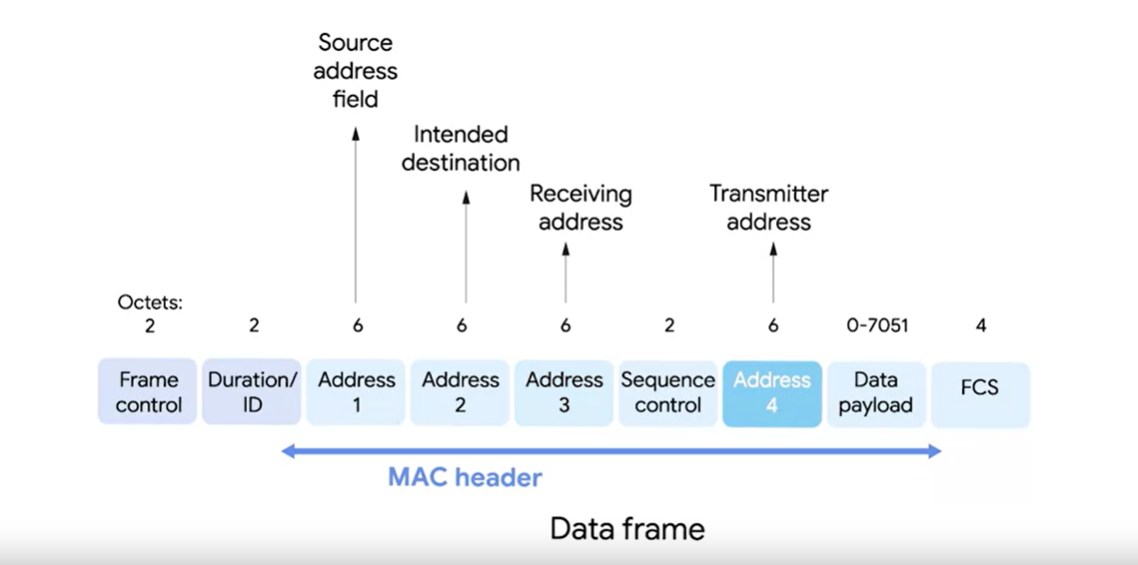 Source
address
field
Intended
destination
Receiving
address
Transmitter
address
Octets:
2 2 6 6 6 2 6 0-7051 4
Frame control
Duration/ ID
Address 1
Address 2
Address 3
Sequence control
Address 4
Data payload
FCS
MAC header
Data frame